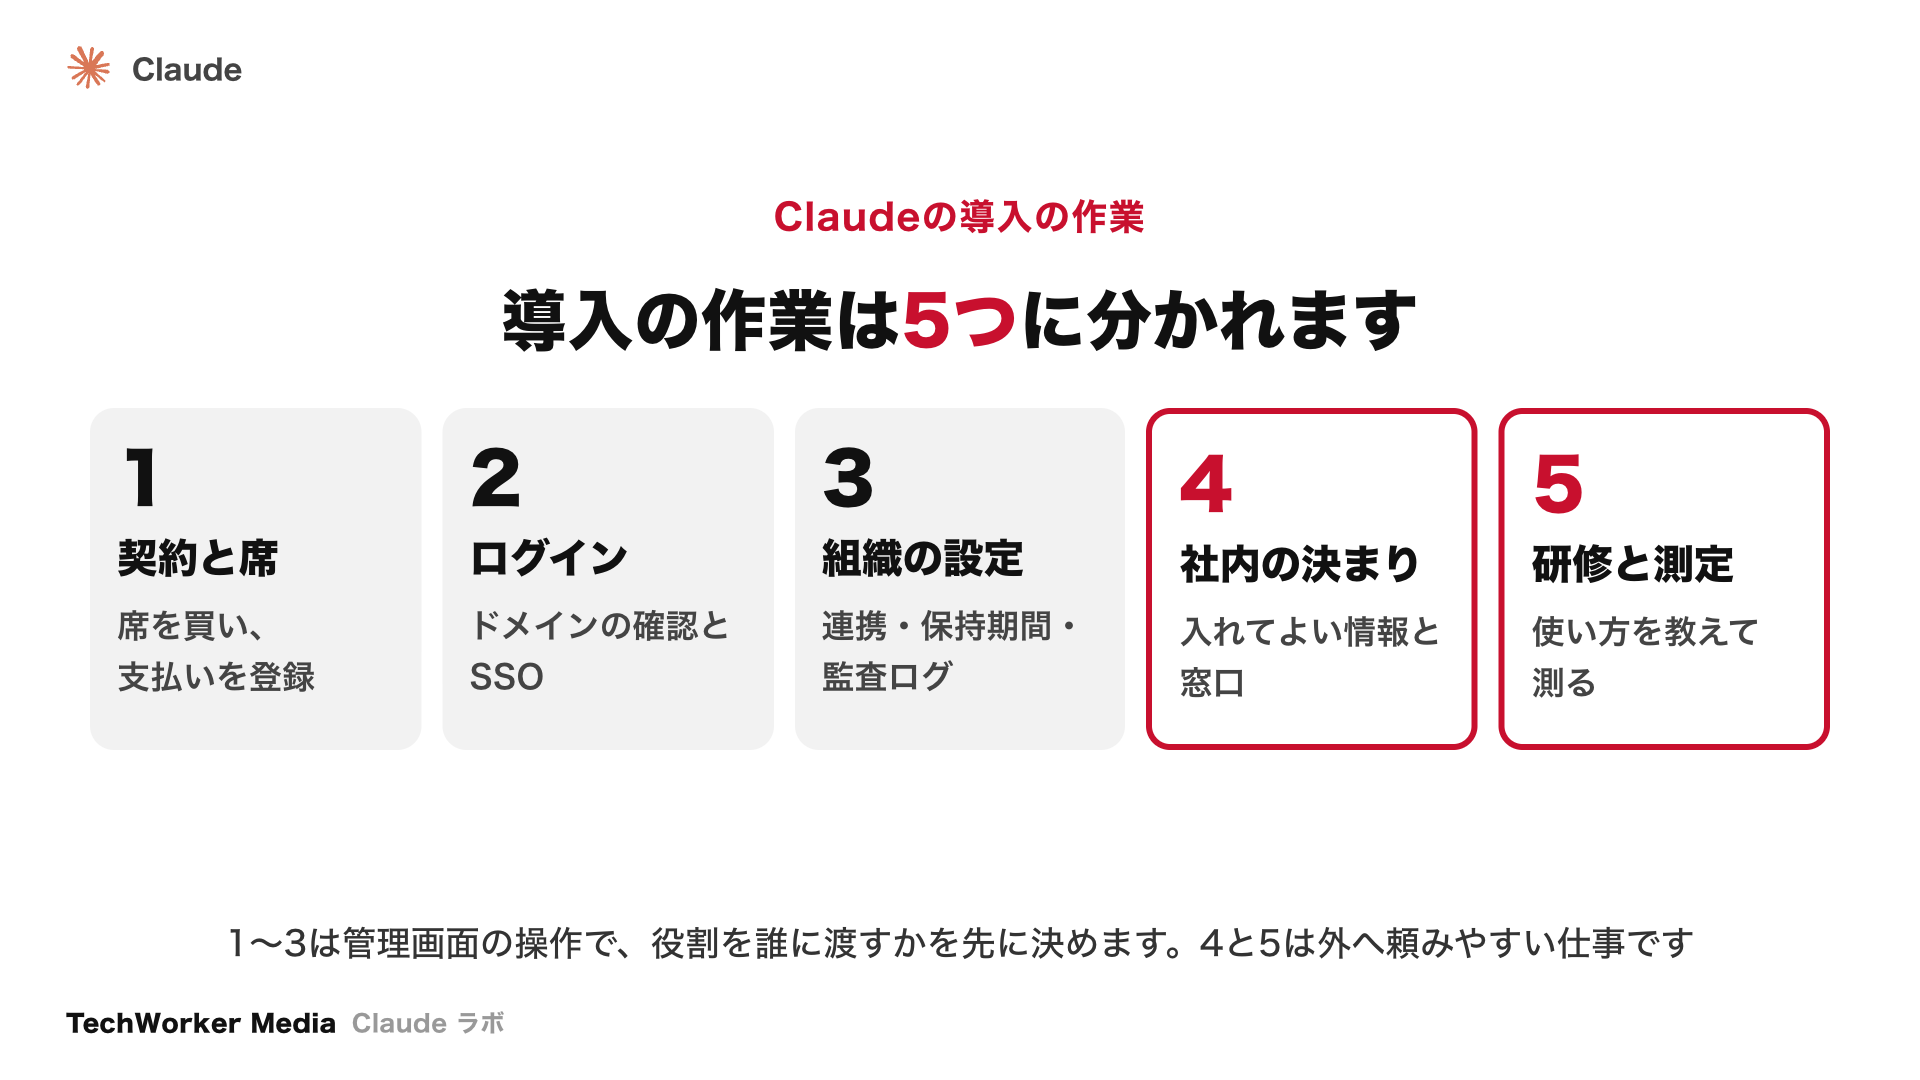 Claude
Claudeの導入の作業
導入の作業は5つに分かれます
1
契約と席
席を買い、
支払いを登録
2
ログイン
ドメインの確認と
SSO
3
組織の設定
連携・保持期間・
監査ログ
4
社内の決まり
入れてよい情報と
窓口
5
研修と測定
使い方を教えて
測る
1〜3は管理画面の操作で、役割を誰に渡すかを先に決めます。4と5は外へ頼みやすい仕事です
TechWorker Media Claude ラボ